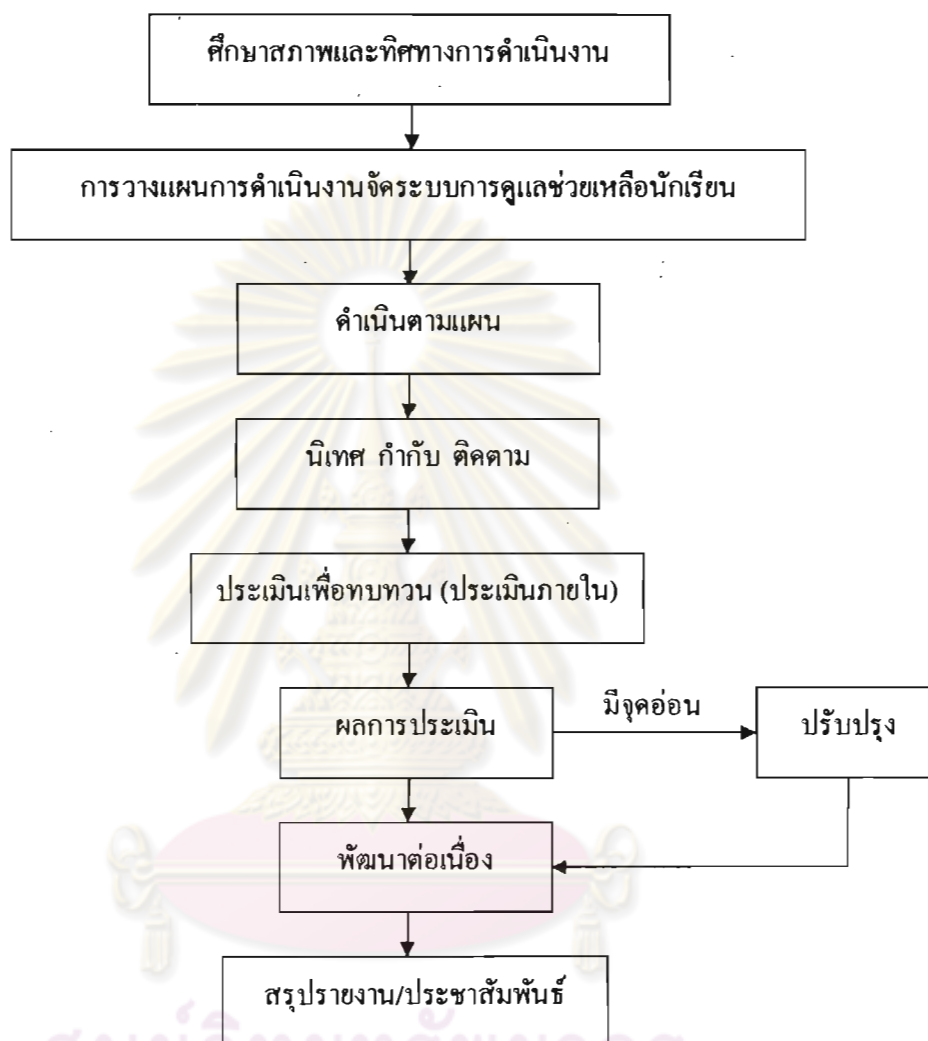 ศึกษาสภาพและทิศทางการดำเนินงาน
การวางแผนการดำเนินงานจัดระบบการดูแลช่วยเหลือนักเรียน
ดำเนินตามแผน
นิเทศ กำกับ ติดตาม
ประเมินเพื่อทบทวน (ประเมินภายใน)
ผลการประเมิน
มีจุดอ่อน
ปรับปรุง
พัฒนาต่อเนื่อง
สรุปรายงาน/ประชาสัมพันธ์